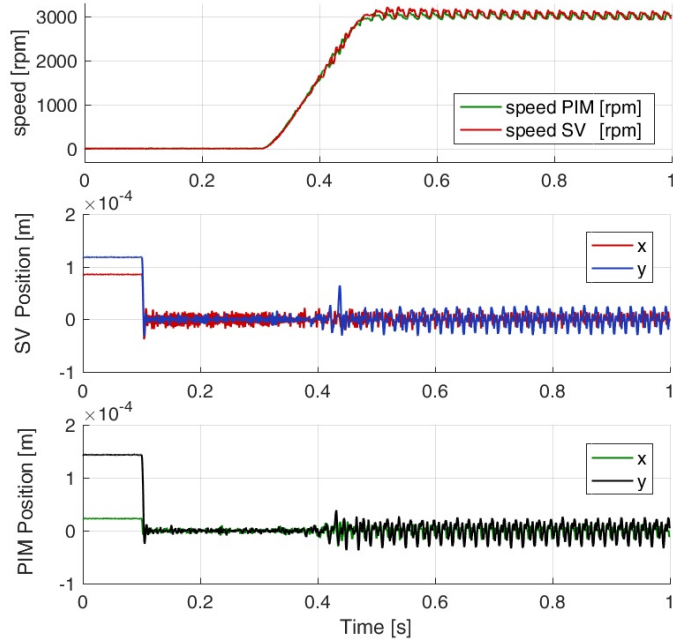 3000
2000
1000
0
speed [rpm]
speed PIM [rpm]
speed SV [rpm]
0 0.2 0.4 0.6 0.8 1
×10-4
2
1
0
-1
SV Position [m]
x
y
0 0.2 0.4 0.6 0.8 1
×10-4
2
1
0
-1
PIM Position [m]
x
y
0 0.2 0.4 0.6 0.8 1
Time [s]